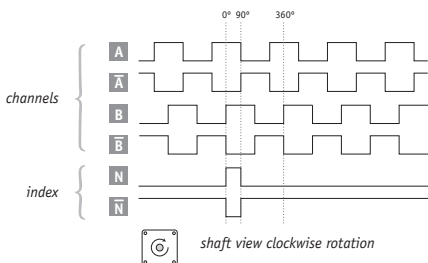 0° 90° 360°
A
A̅
channels
B
B̅
N
index
N̅
shaft view clockwise rotation